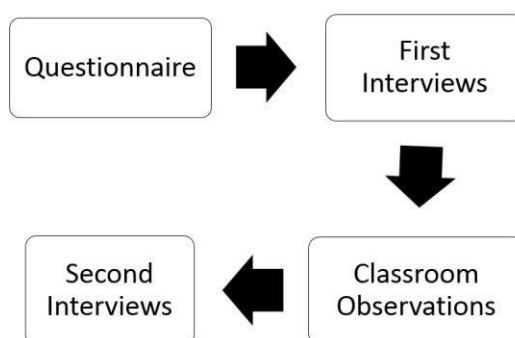 Questionnaire
First
Interviews
Classroom
Observations
Second
Interviews